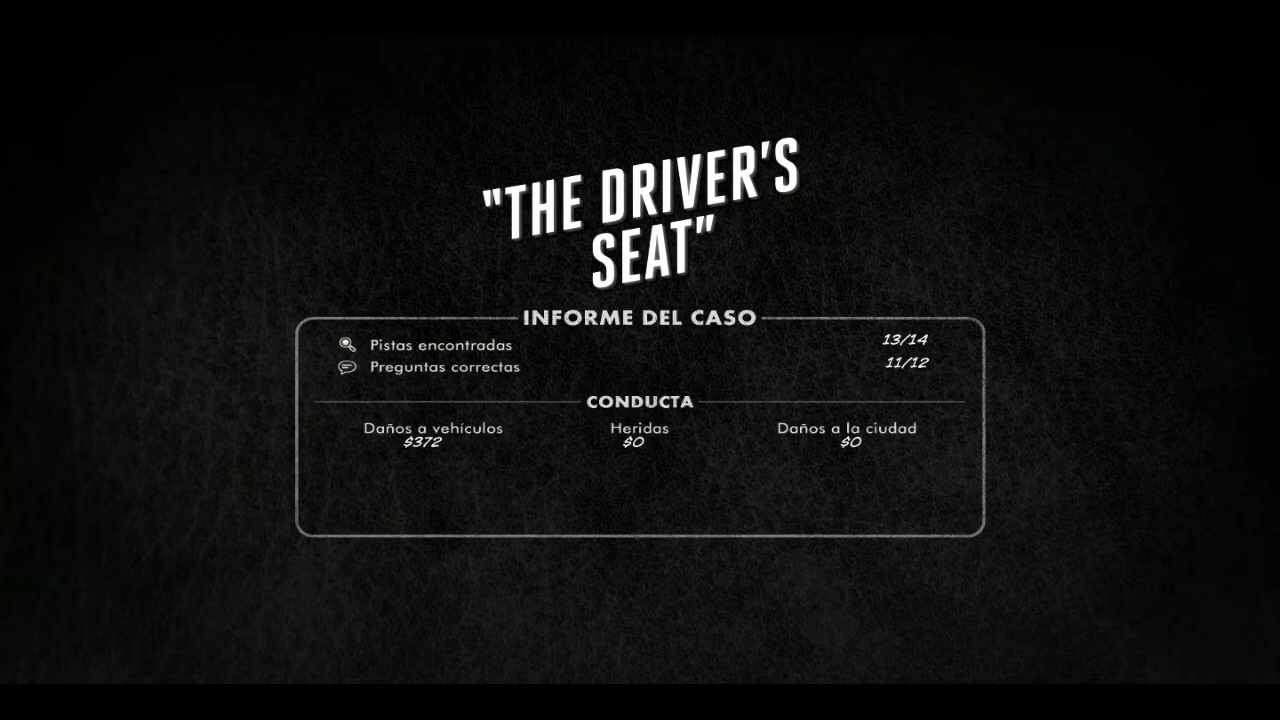 "THE DRIVER'S
SEAT"
INFORME DEL CASO
Pistas encontradas 13/14
Preguntas correctas 11/12
CONDUCTA
Daños a vehículos Heridas Daños a la ciudad
$372 $0 $0